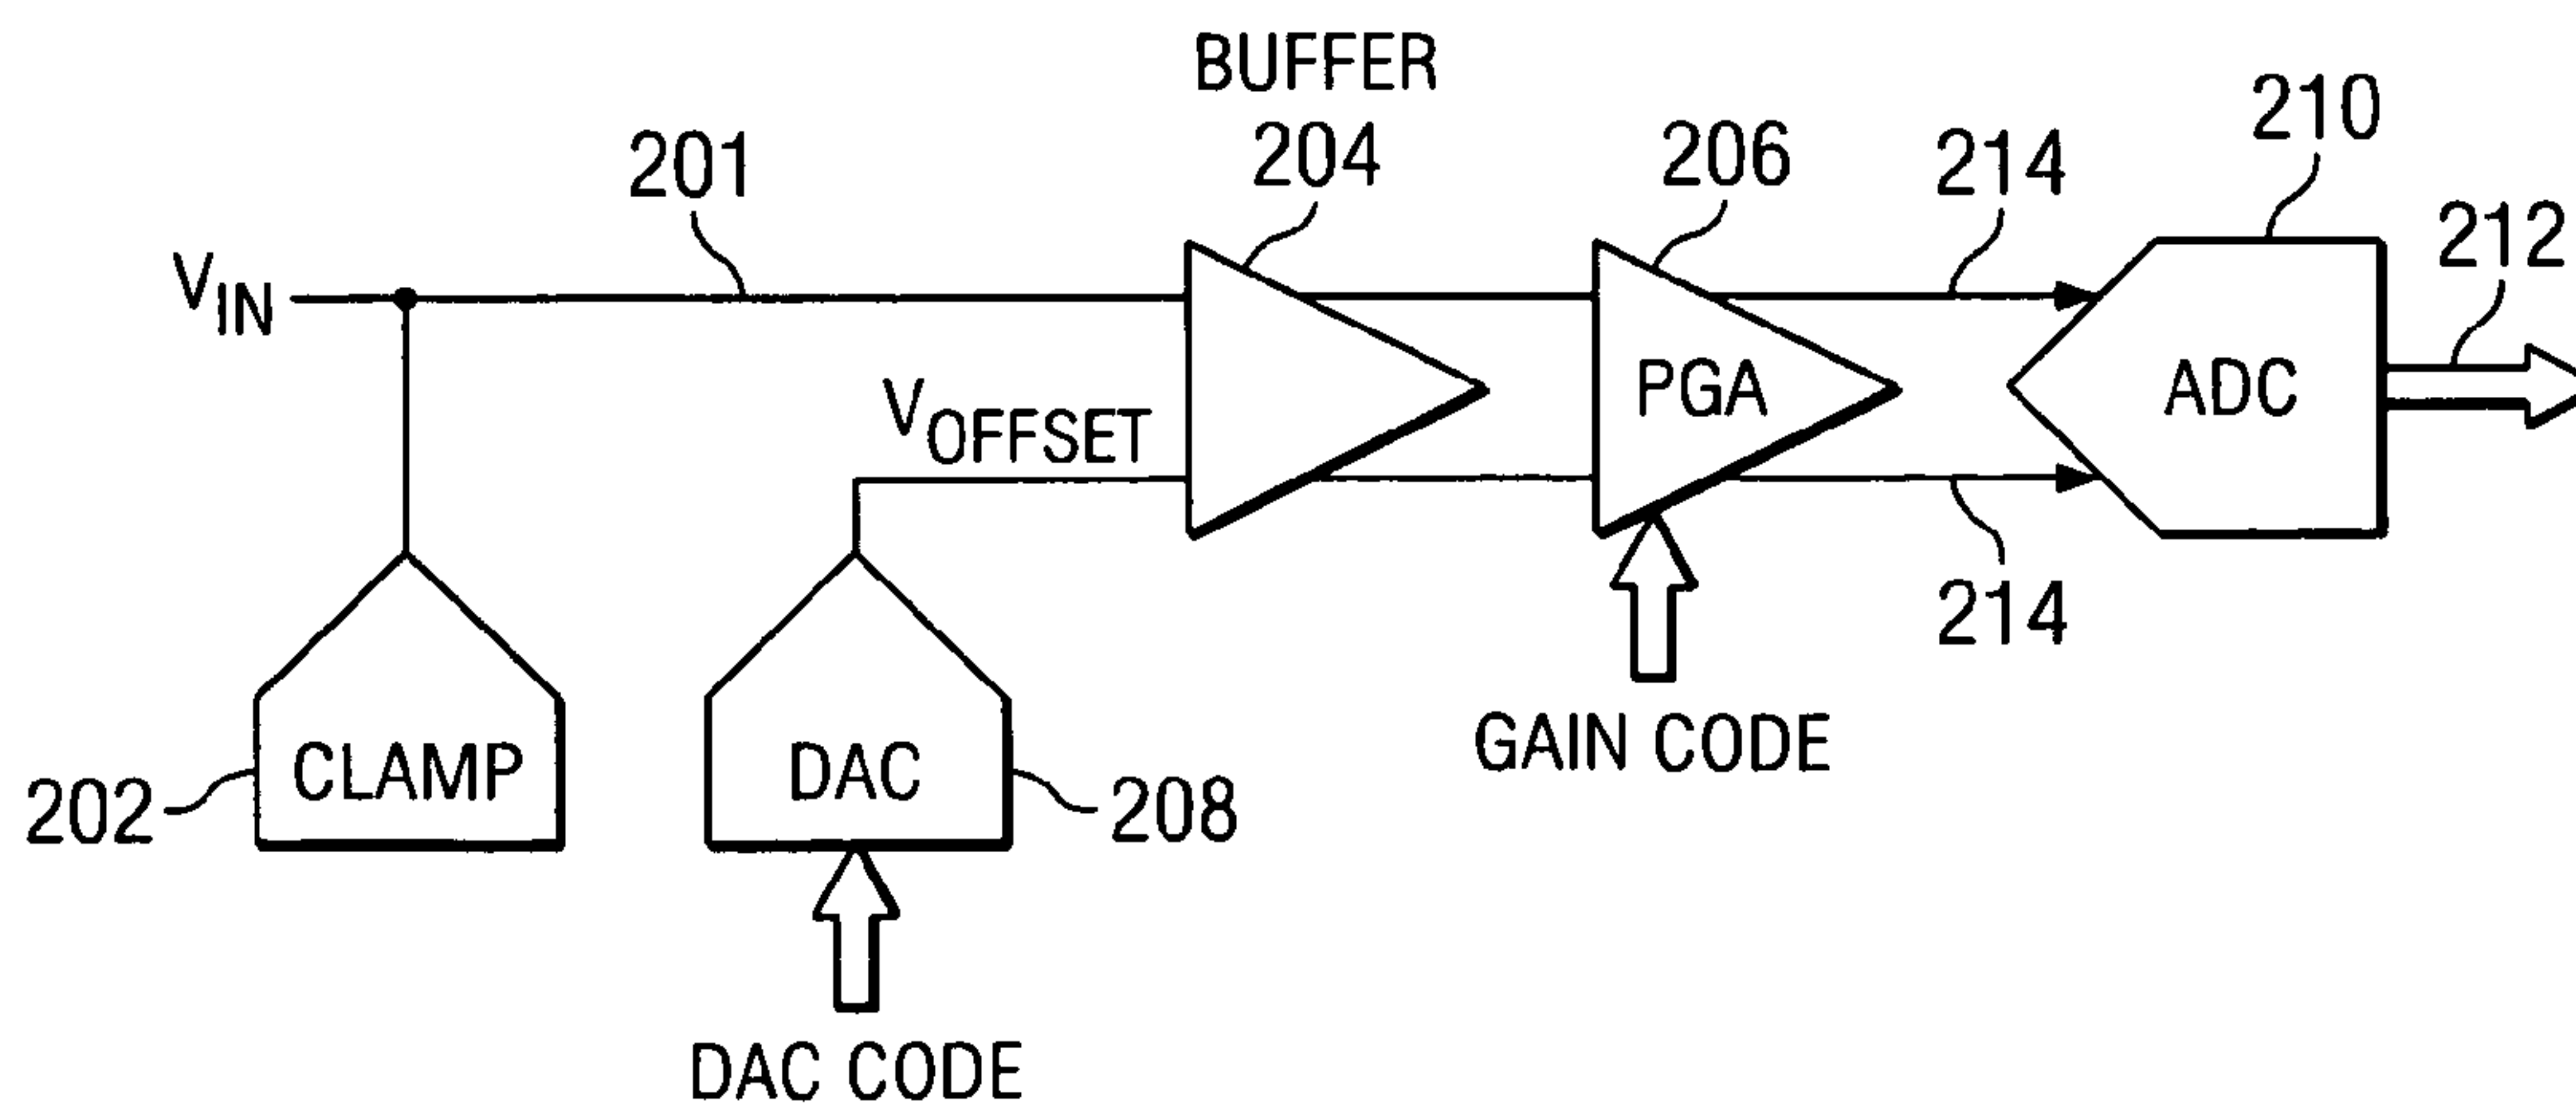 BUFFER
204
201
206
214
210
212
VIN
VOFFSET
PGA
ADC
214
GAIN CODE
CLAMP
202
DAC
208
DAC CODE